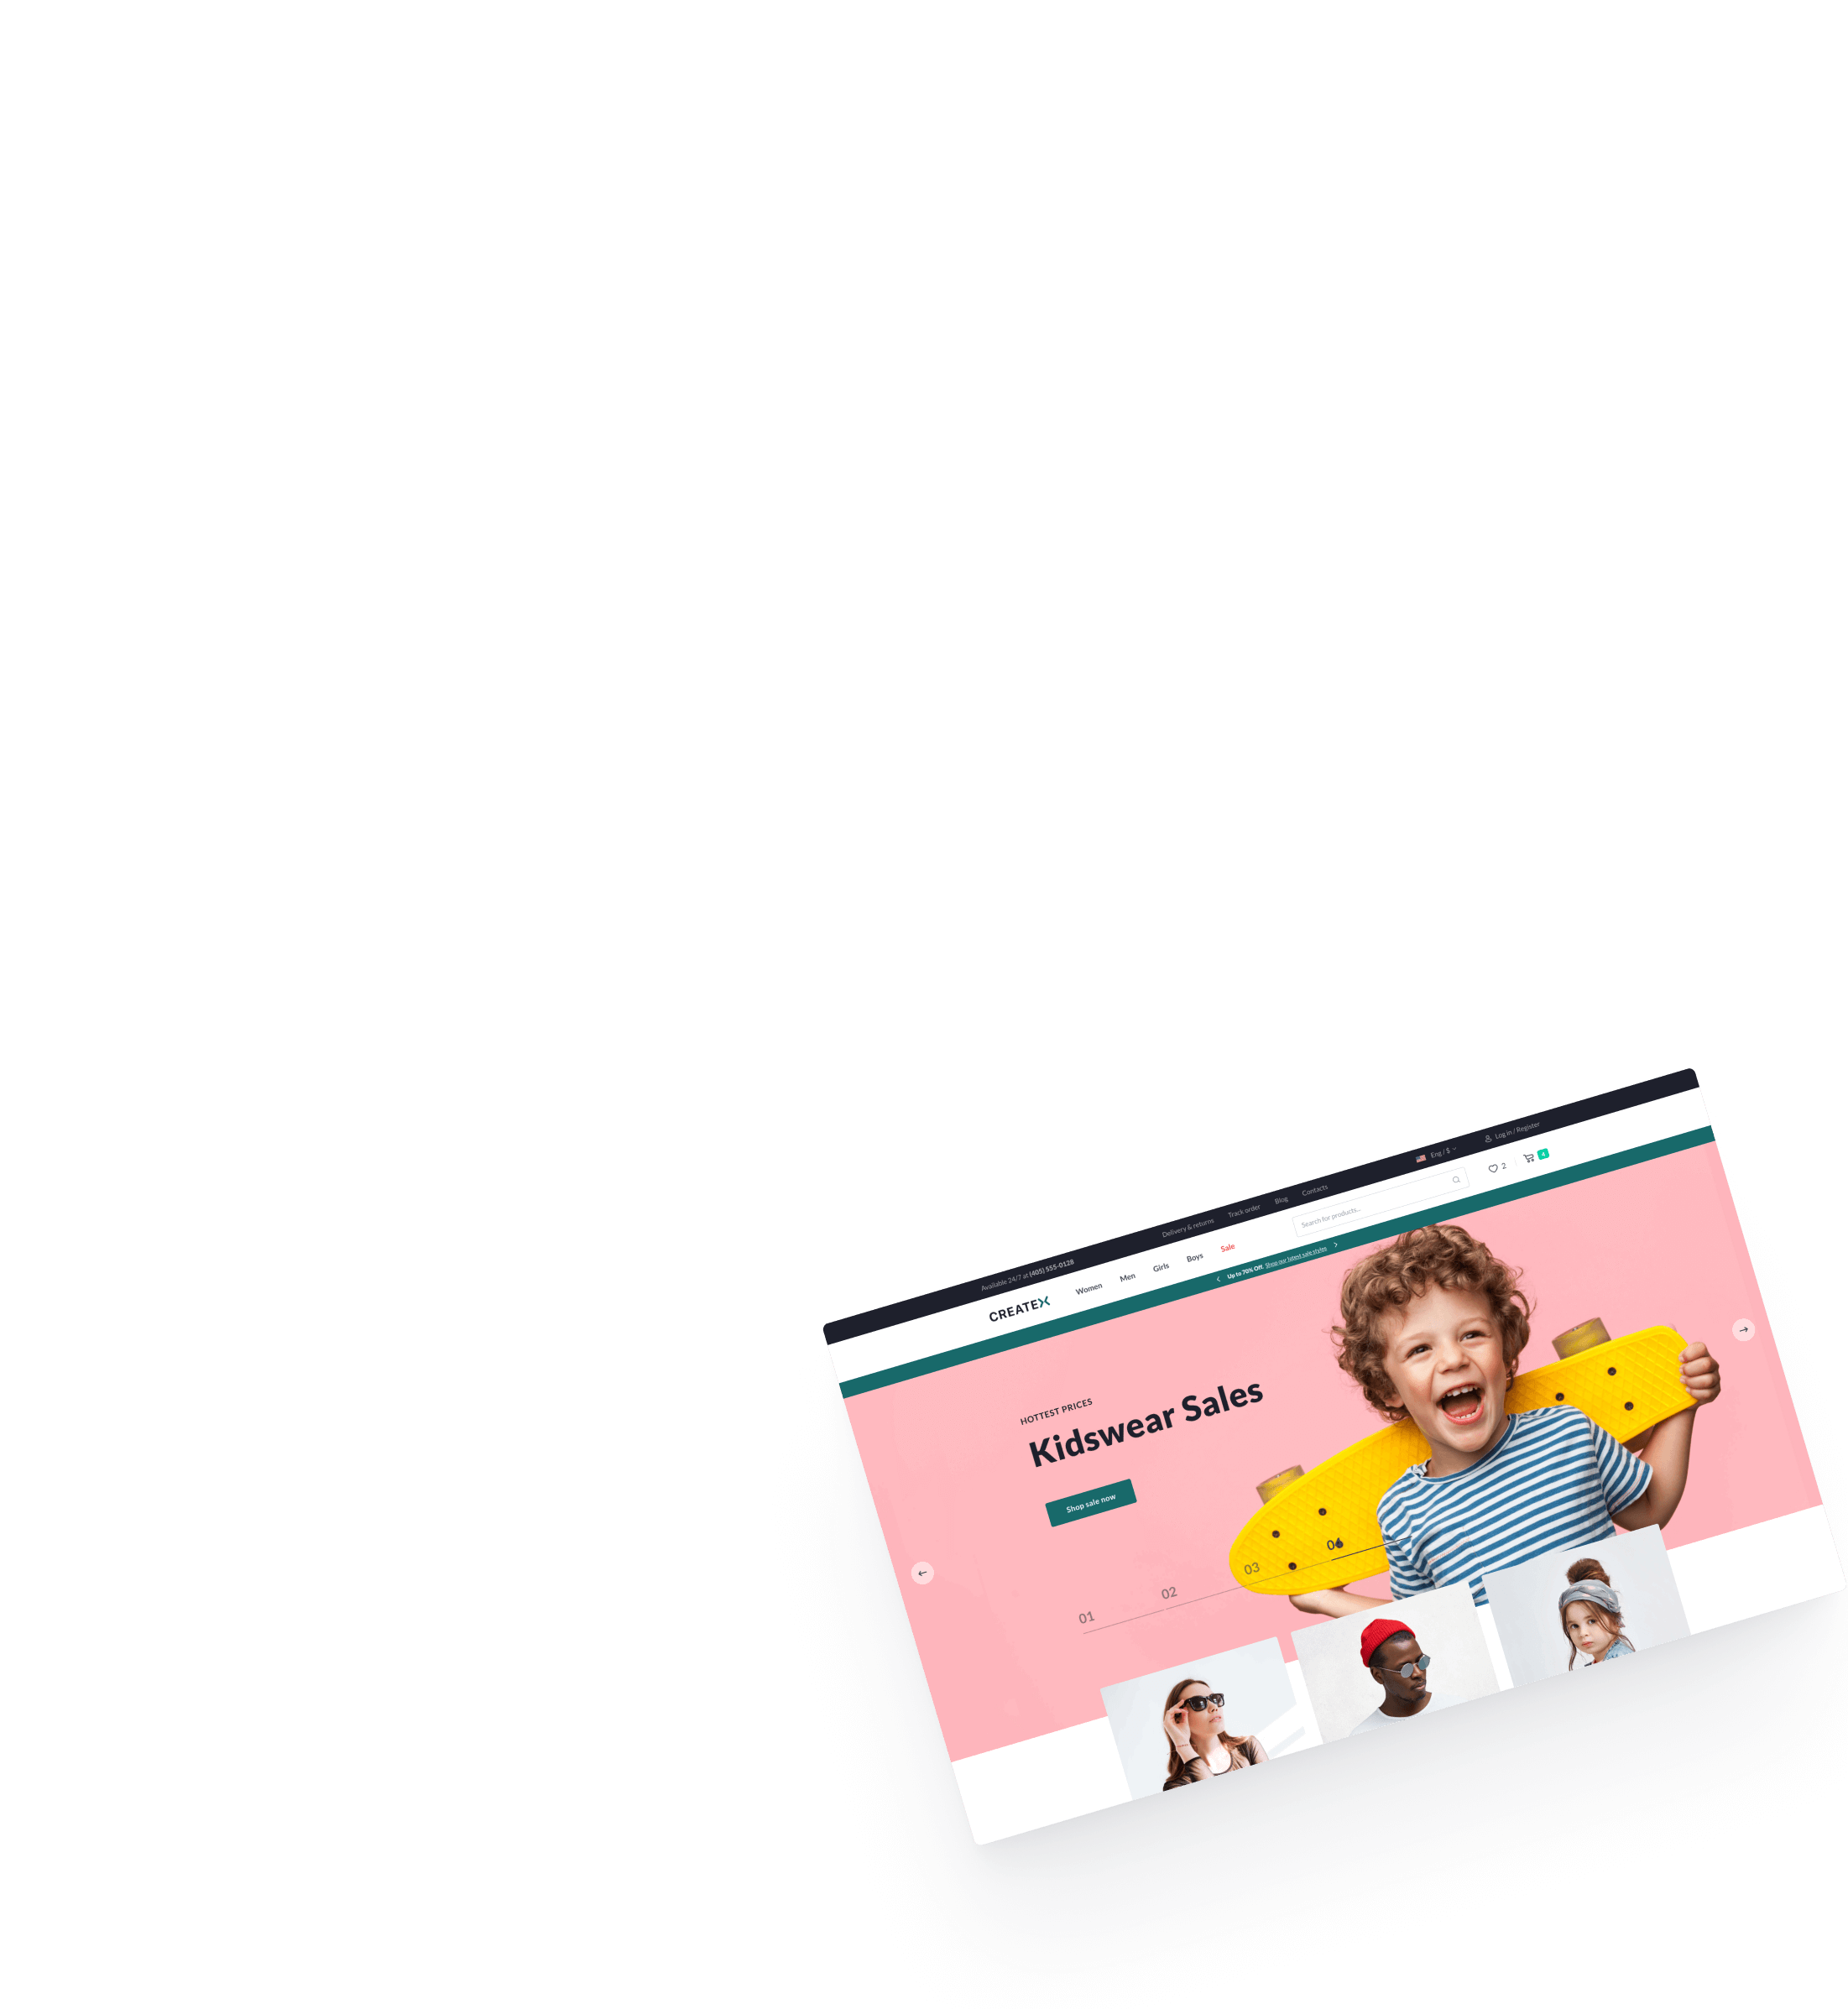 Available 24/7 at (405) 555-0128
Delivery & returns Track order Blog Contacts
Eng / $
Log in / Register
CREATEX
Women Men Girls Boys Sale
Search for products...
2
4
Up to 70% Off. Shop our latest sale styles
HOTTEST PRICES
Kidswear Sales
Shop sale now
01 02 03